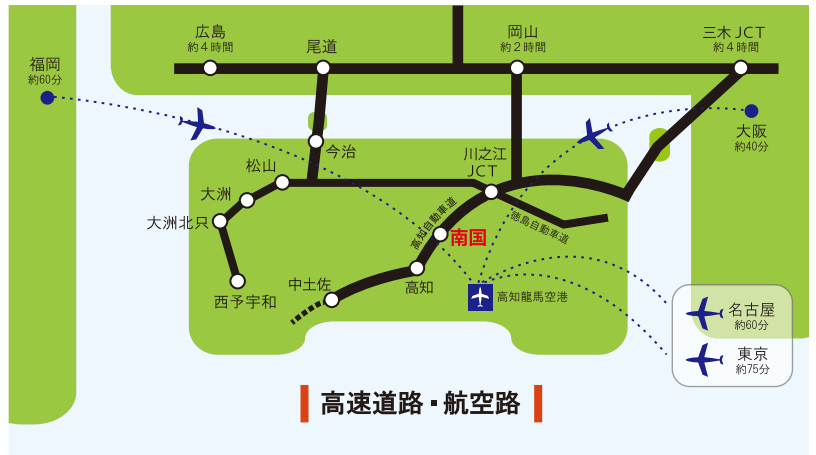 広島
約4時間
尾道
岡山
約2時間
三木JCT
約4時間
福岡
約60分
大阪
約40分
今治
川之江
JCT
松山
大洲
大洲北只
西予宇和
高知自動車道
徳島自動車道
南国
中土佐
高知
高知龍馬空港
名古屋
約60分
東京
約75分
高速道路・航空路